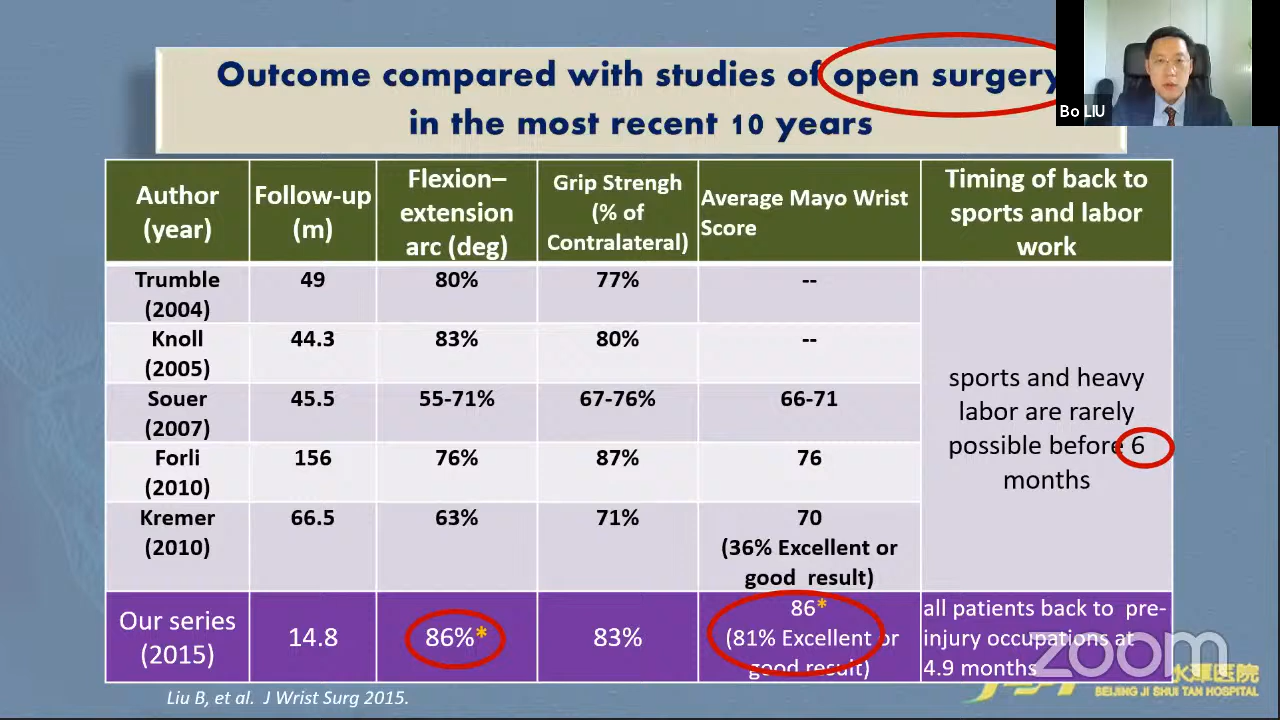 Outcome compared with studies of open surgery
in the most recent 10 years
Bo LIU
Author
(year)
Follow-up
(m)
Flexion–
extension
arc (deg)
Grip Strengh
(% of
Contralateral)
Average Mayo Wrist
Score
Timing of back to
sports and labor
work
Trumble
(2004)
49
80%
77%
--
Knoll
(2005)
44.3
83%
80%
--
Souer
(2007)
45.5
55-71%
67-76%
66-71
Forli
(2010)
156
76%
87%
76
Kremer
(2010)
66.5
63%
71%
70
(36% Excellent or
good result)
sports and heavy
labor are rarely
possible before 6
months
Our series
(2015)
14.8
86%*
83%
86*
(81% Excellent or
good result)
all patients back to pre-
injury occupations at
4.9 months
zoom
Liu B, et al. J Wrist Surg 2015.
水潭医院
BEIJING JI SHUI TAN HOSPITAL